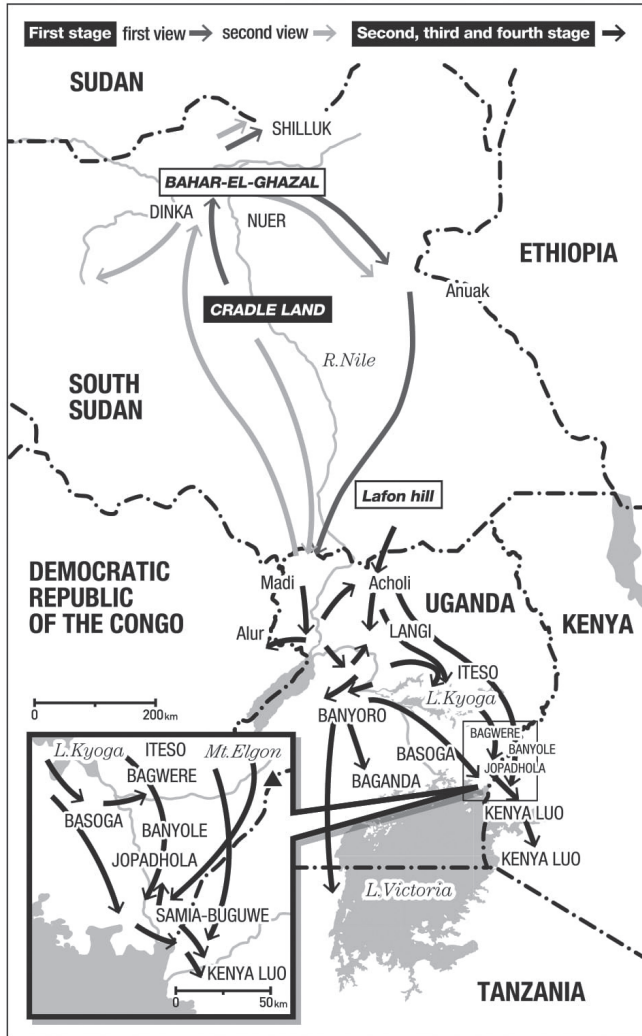 First stage first view second view Second, third and fourth stage
SUDAN
SHILLUK
BAHAR-EL-GHAZAL
DINKA
NUER
ETHIOPIA
Anuak
CRADLE LAND
R.Nile
SOUTH
SUDAN
Lafon hill
DEMOCRATIC
REPUBLIC
OF THE CONGO
Madi
Acholi
UGANDA
KENYA
Alur
LANGI
ITESO
L.Kyoga
0 200km
BANYORO
BAGWERE
BANYOLE
BASOGA
JOPADHOLA
BAGANDA
KENYA LUO
KENYA LUO
L.Victoria
TANZANIA
L.Kyoga
ITESO
Mt.Elgon
BAGWERE
BASOGA
BANYOLE
JOPADHOLA
SAMIA-BUGUWE
KENYA LUO
0 50km